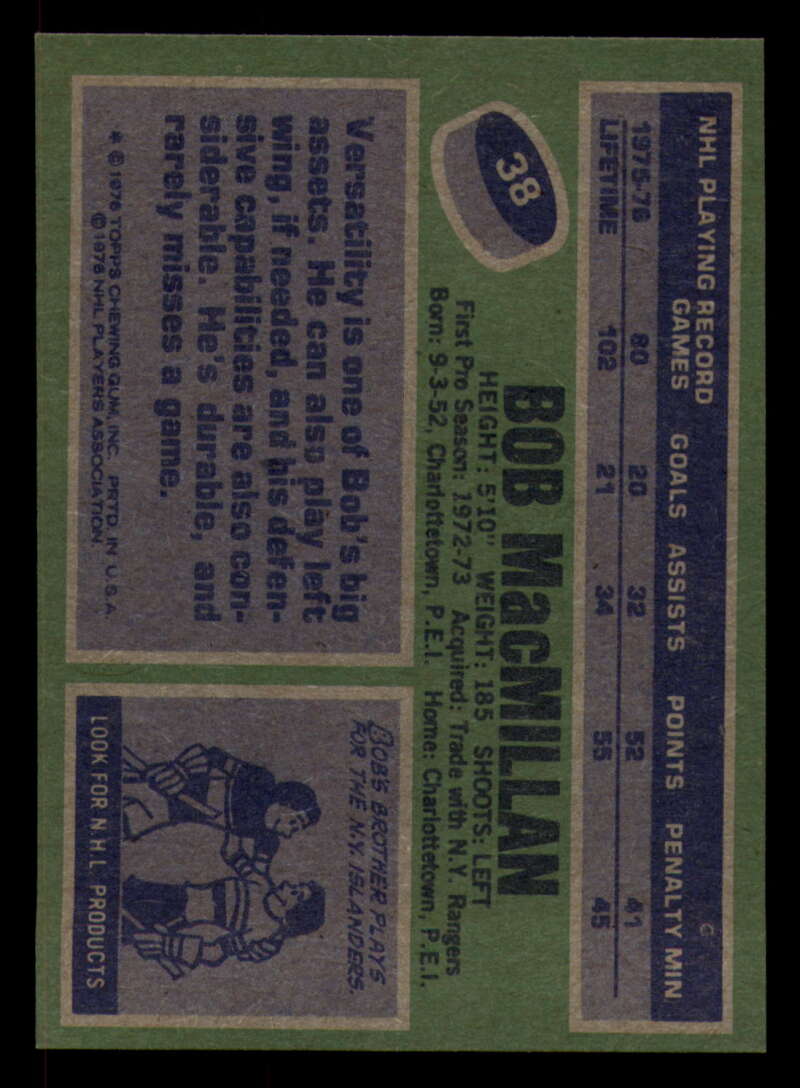 NHL PLAYING RECORD
GAMES GOALS ASSISTS POINTS PENALTY MIN
1975-76 80 20 32 52 41
LIFETIME 102 21 34 55 45
38
BOB MacMILLAN
HEIGHT: 5'10" WEIGHT: 185 SHOOTS: LEFT
First Pro Season: 1972-73 Acquired: Trade with N.Y. Rangers
Born: 9-3-52, Charlottetown, P.E.I. Home: Charlottetown, P.E.I.
Versatility is one of Bob's big
assets. He can also play left
wing, if needed, and his defen-
sive capabilities are also con-
siderable. He's durable, and
rarely misses a game.
* © 1976 TOPPS CHEWING GUM, INC. PRTD. IN U.S.A.
© 1976 NHL PLAYERS ASSOCIATION.
BOB'S BROTHER PLAYS
FOR THE N.Y. ISLANDERS.
LOOK FOR N.H.L PRODUCTS